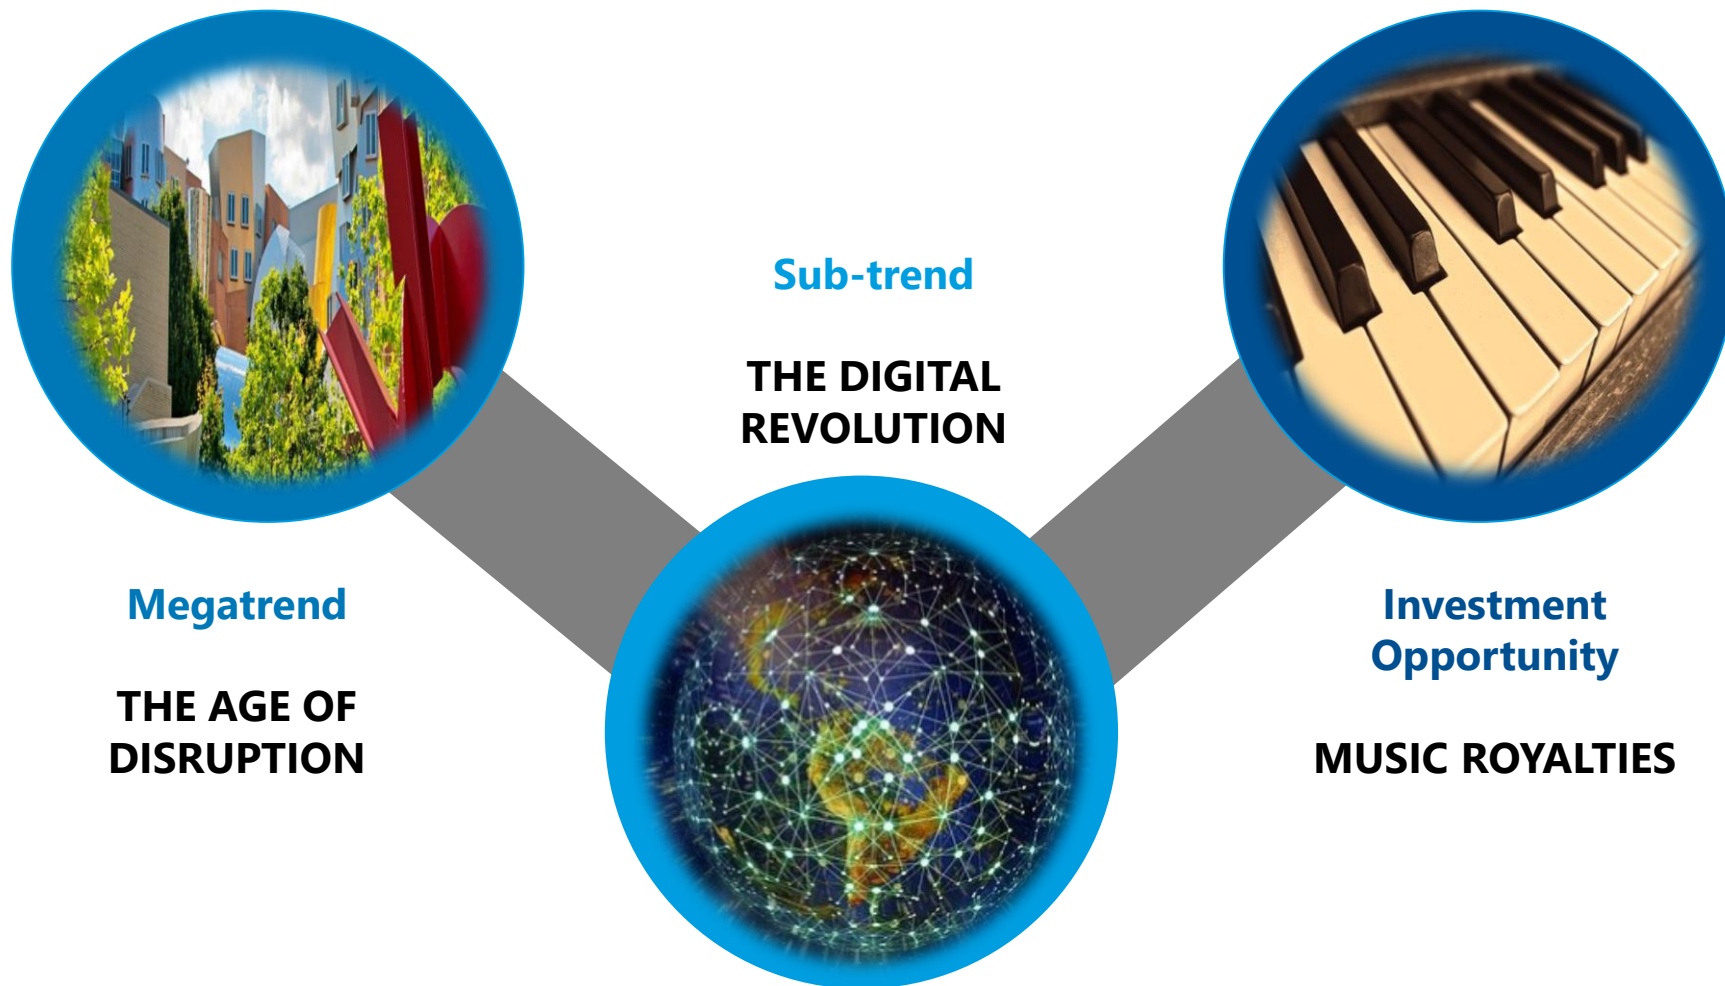 Megatrend
THE AGE OF
DISRUPTION
Sub-trend
THE DIGITAL
REVOLUTION
Investment
Opportunity
MUSIC ROYALTIES